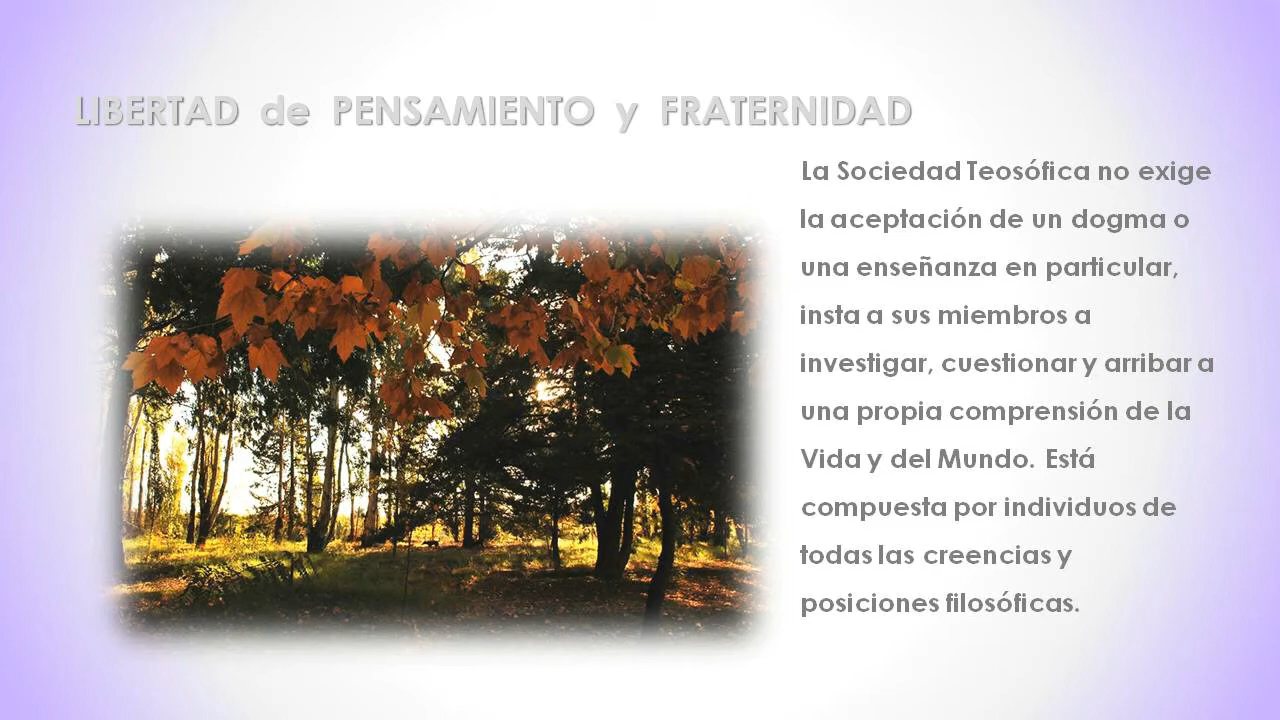 LIBERTAD de PENSAMIENTO y FRATERNIDAD
La Sociedad Teosófica no exige
la aceptación de un dogma o
una enseñanza en particular,
insta a sus miembros a
investigar, cuestionar y arribar a
una propia comprensión de la
Vida y del Mundo. Está
compuesta por individuos de
todas las creencias y
posiciones filosóficas.